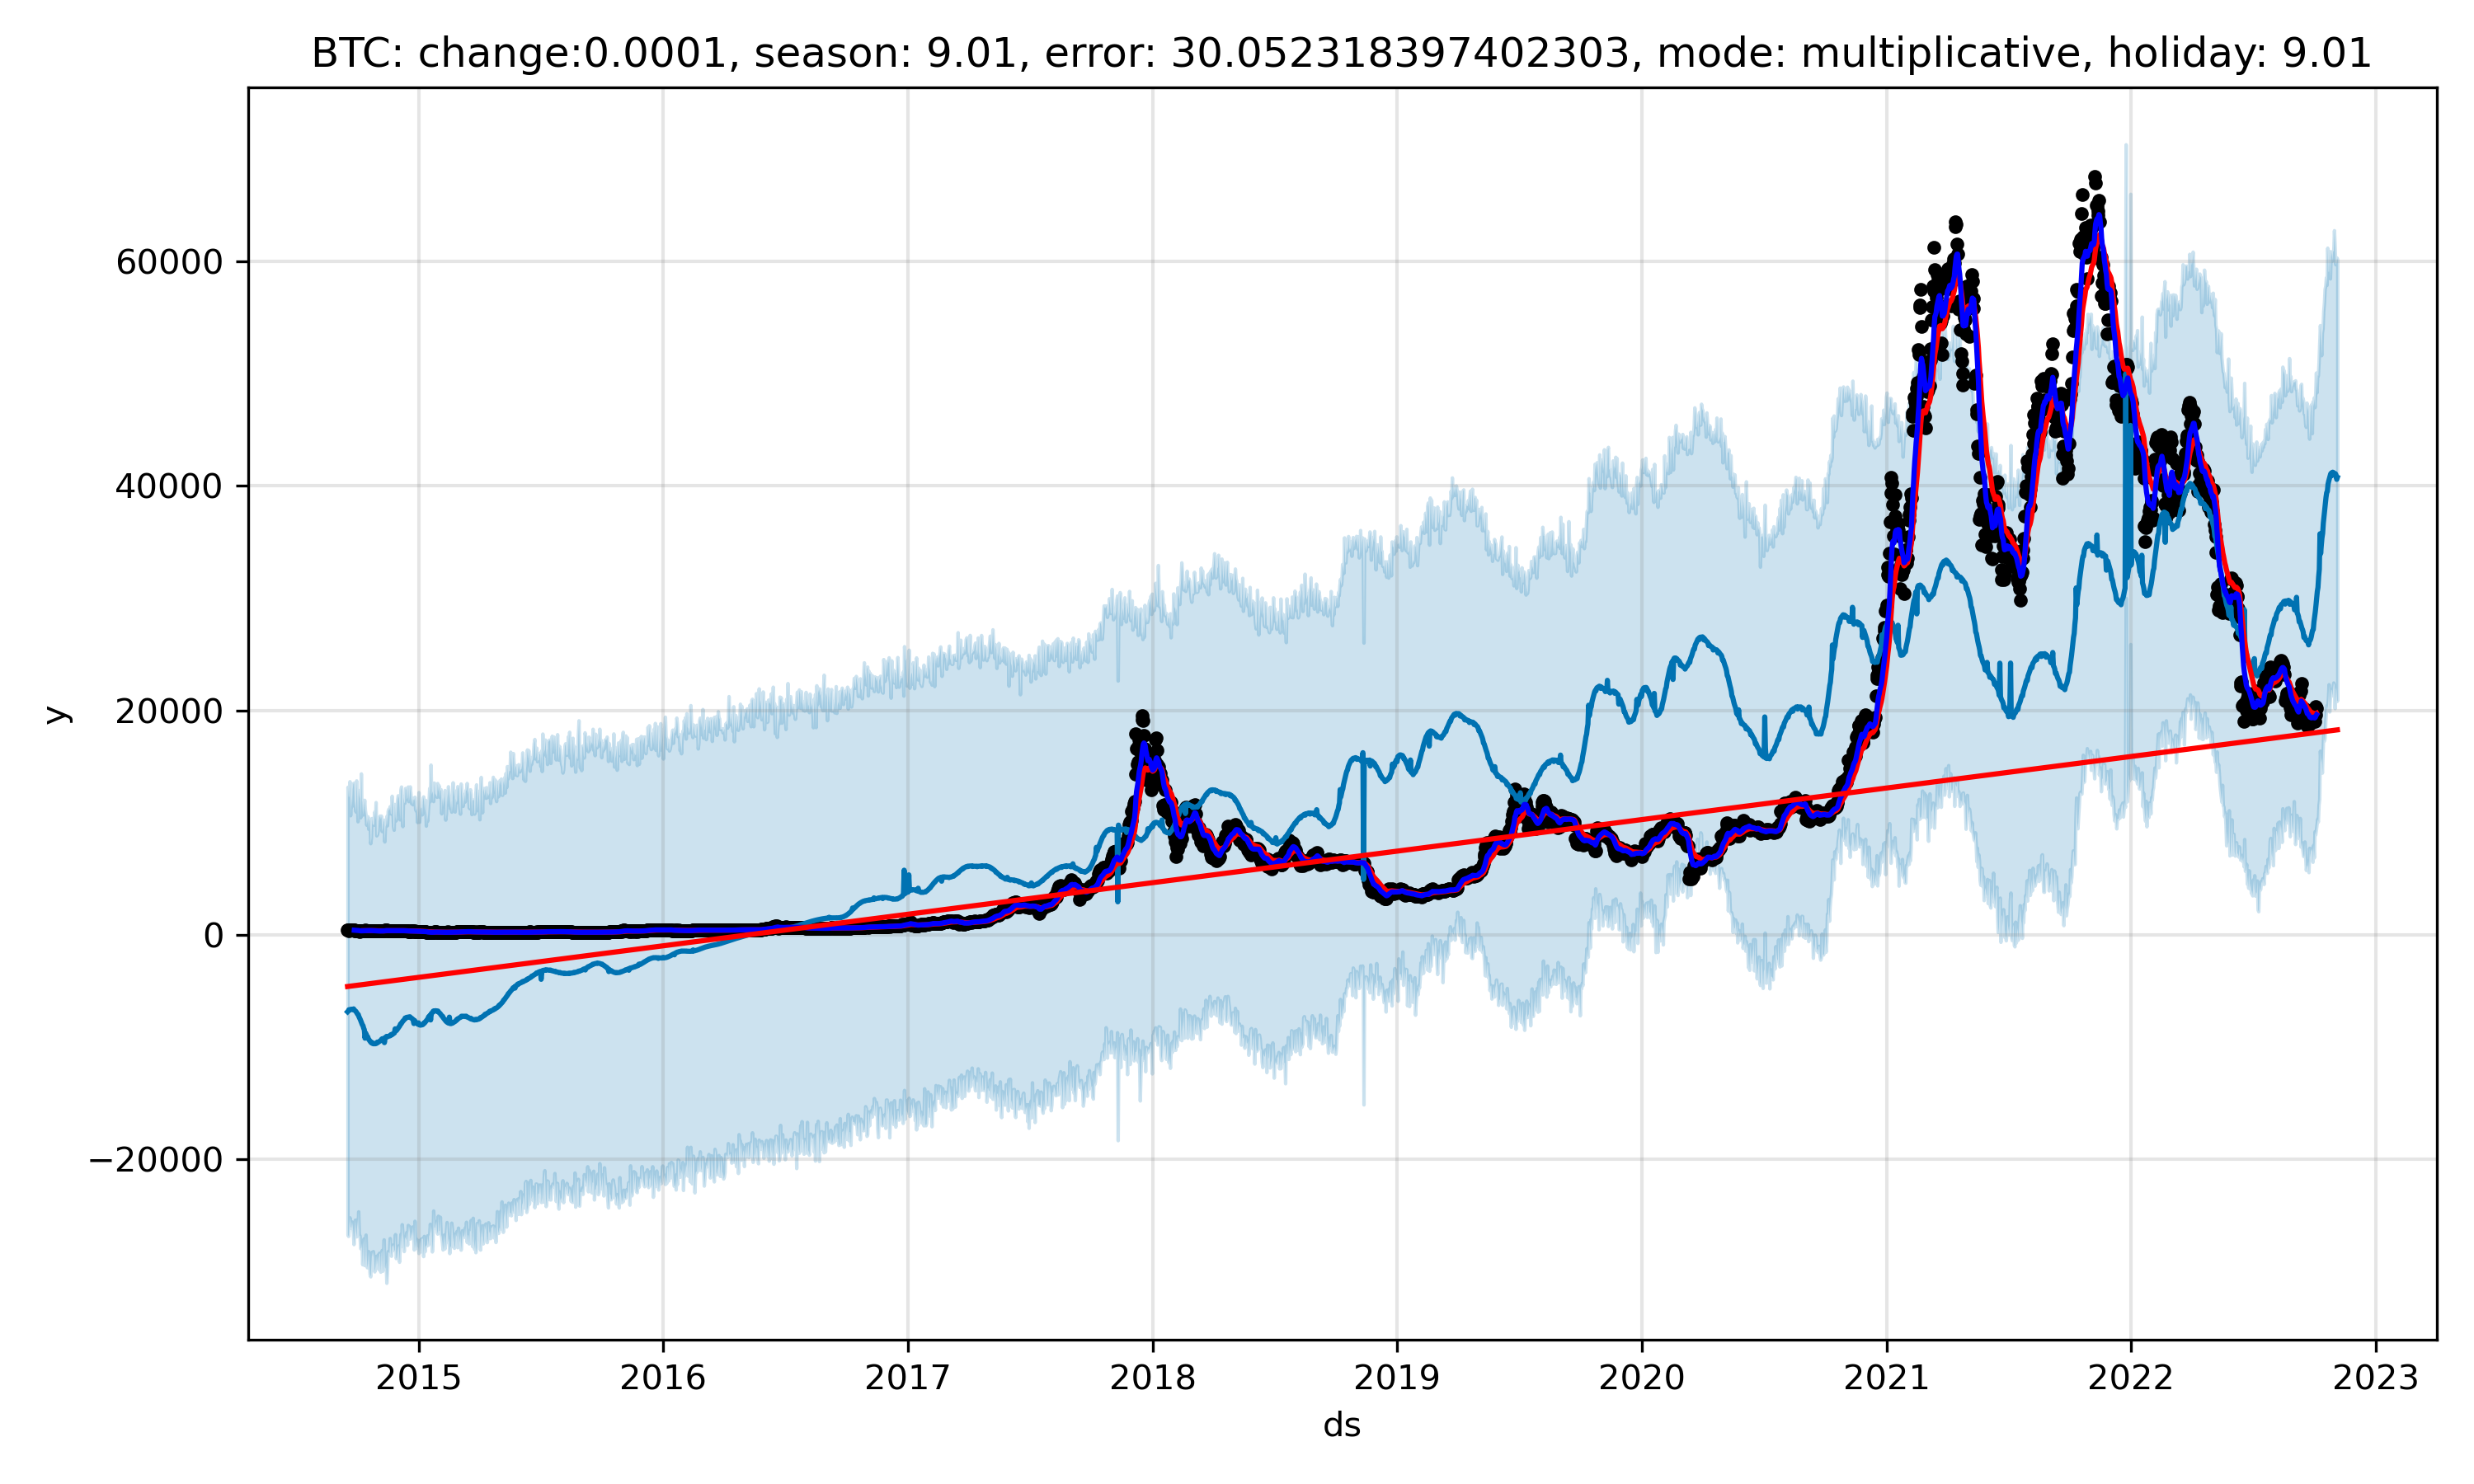 BTC: change:0.0001, season: 9.01, error: 30.052318397402303, mode: multiplicative, holiday: 9.01
60000
40000
20000
0
−20000
y
2015 2016 2017 2018 2019 2020 2021 2022 2023
ds